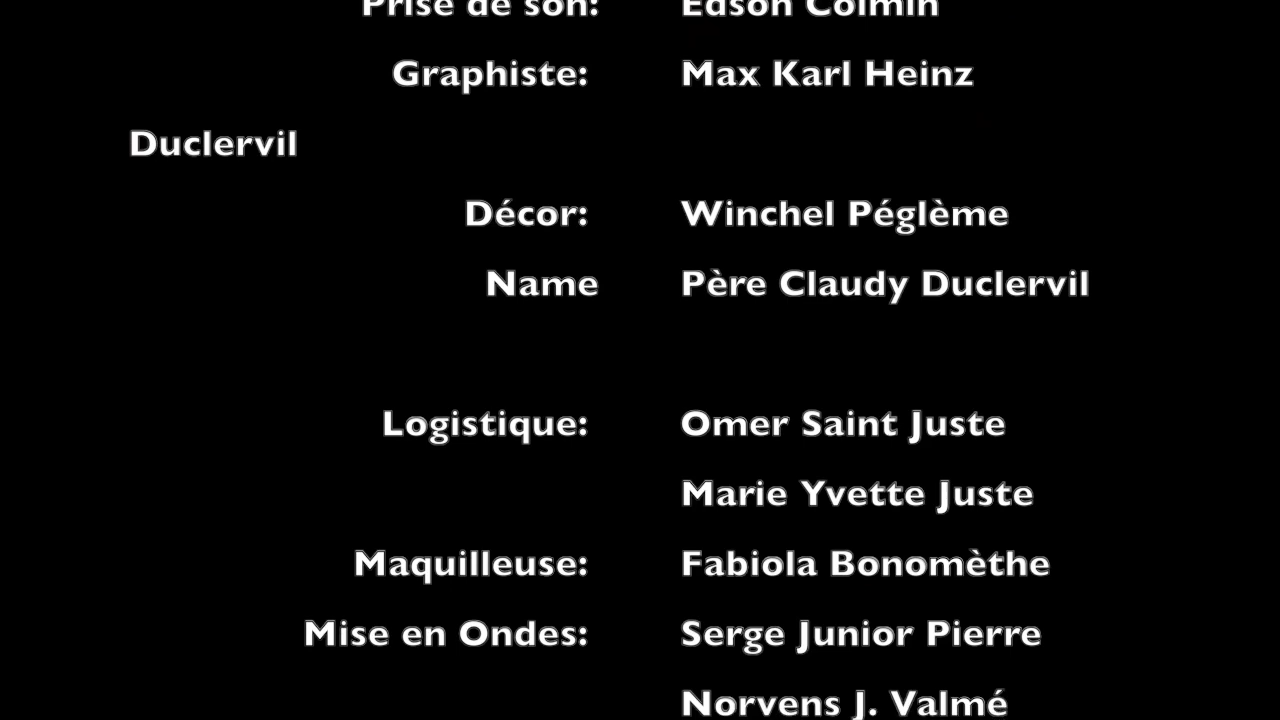 Prise de son: Edson Colmin
Graphiste: Max Karl Heinz
Duclervil
Décor: Winchel Péglème
Name Père Claudy Duclervil
Logistique: Omer Saint Juste
Marie Yvette Juste
Maquilleuse: Fabiola Bonomèthe
Mise en Ondes: Serge Junior Pierre
Norvens J. Valmé